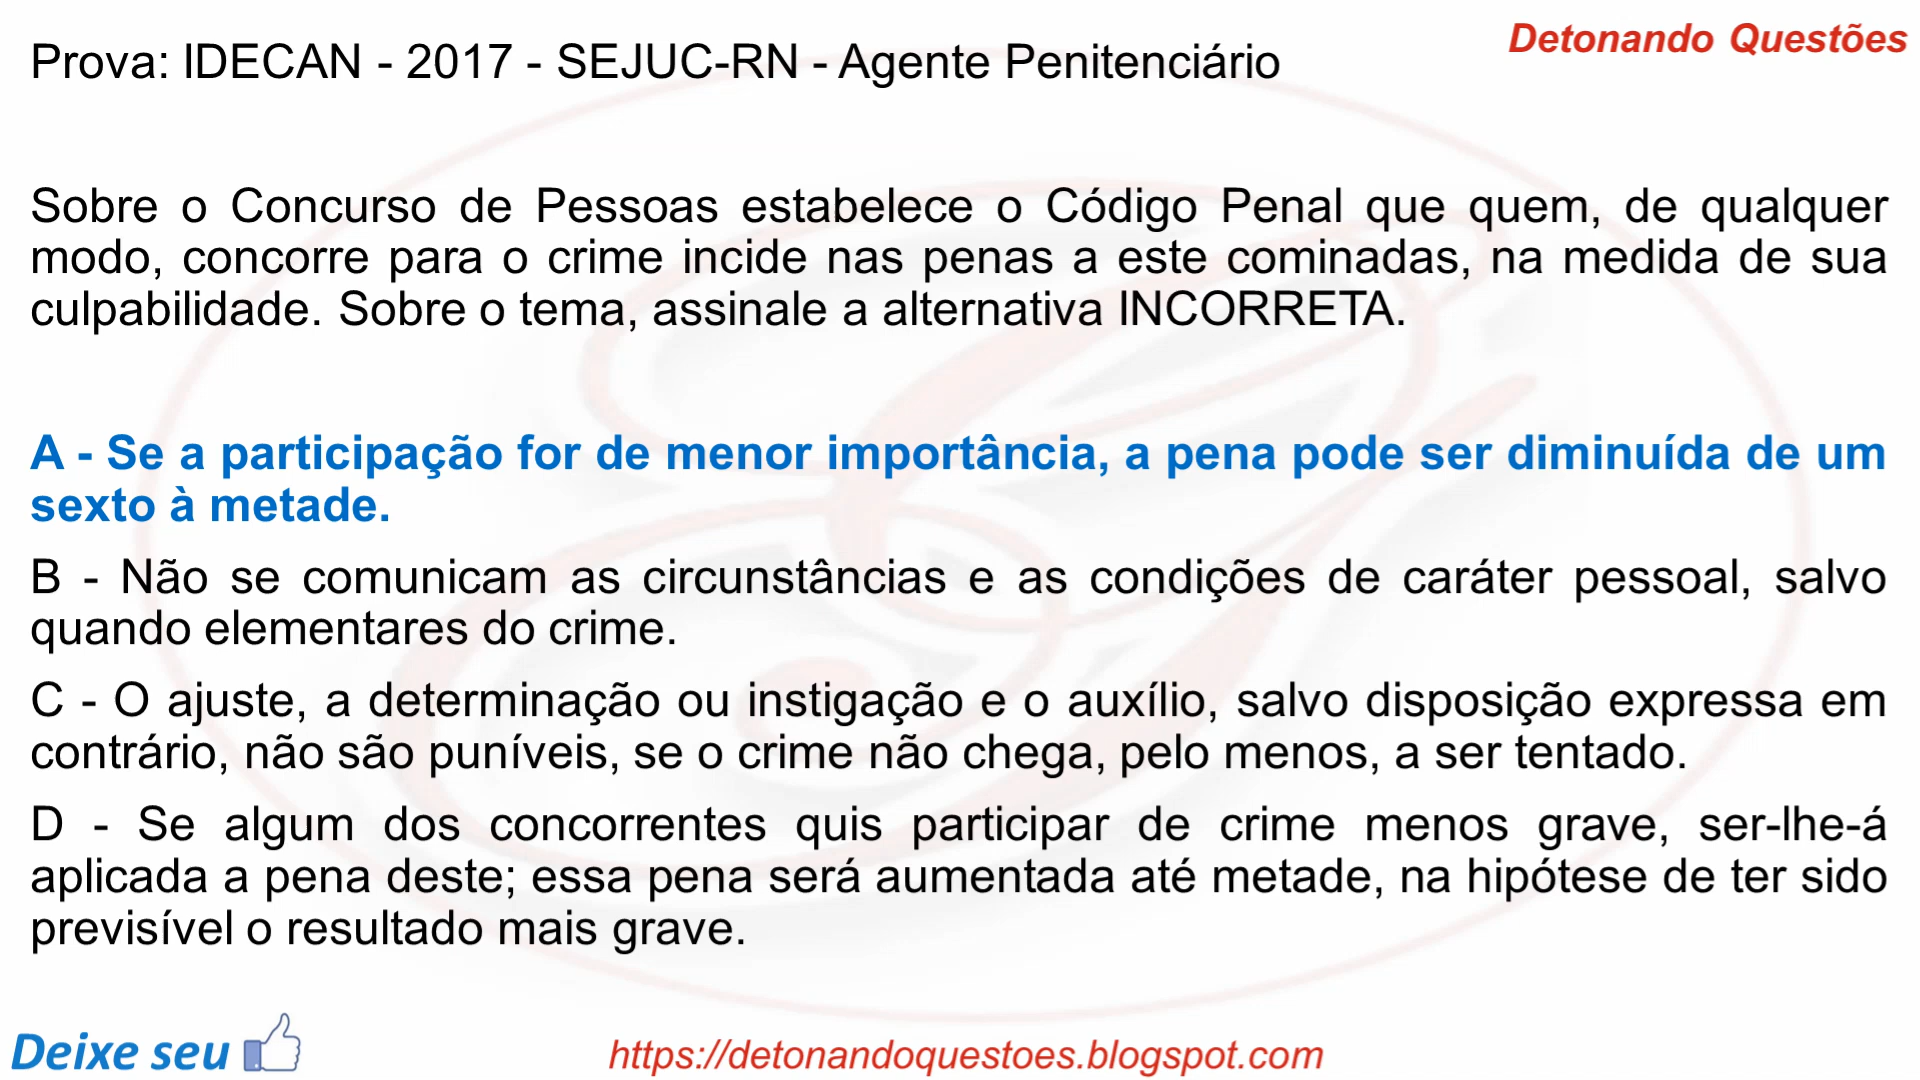 Prova: IDECAN - 2017 - SEJUC-RN - Agente Penitenciário
Detonando Questões
Sobre o Concurso de Pessoas estabelece o Código Penal que quem, de qualquer
modo, concorre para o crime incide nas penas a este cominadas, na medida de sua
culpabilidade. Sobre o tema, assinale a alternativa INCORRETA.
A - Se a participação for de menor importância, a pena pode ser diminuída de um
sexto à metade.
B - Não se comunicam as circunstâncias e as condições de caráter pessoal, salvo
quando elementares do crime.
C - O ajuste, a determinação ou instigação e o auxílio, salvo disposição expressa em
contrário, não são puníveis, se o crime não chega, pelo menos, a ser tentado.
D - Se algum dos concorrentes quis participar de crime menos grave, ser-lhe-á
aplicada a pena deste; essa pena será aumentada até metade, na hipótese de ter sido
previsível o resultado mais grave.
Deixe seu
https://detonandoquestoes.blogspot.com